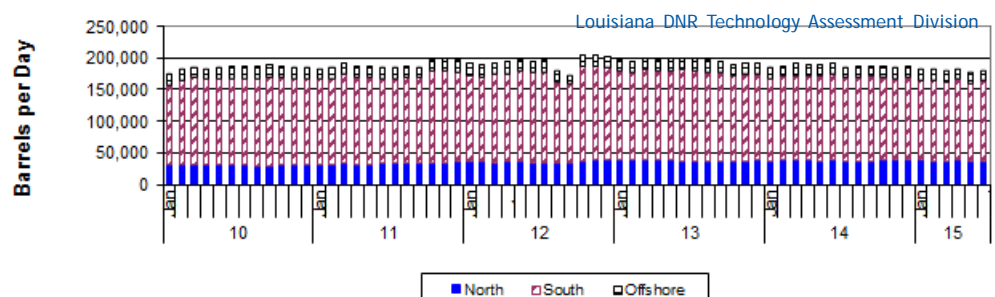 Louisiana DNR Technology Assessment Division
Barrels per Day
250,000
200,000
150,000
100,000
50,000
0
Jan Jan Jan Jan Jan Jan
10 11 12 13 14 15
North South Offshore